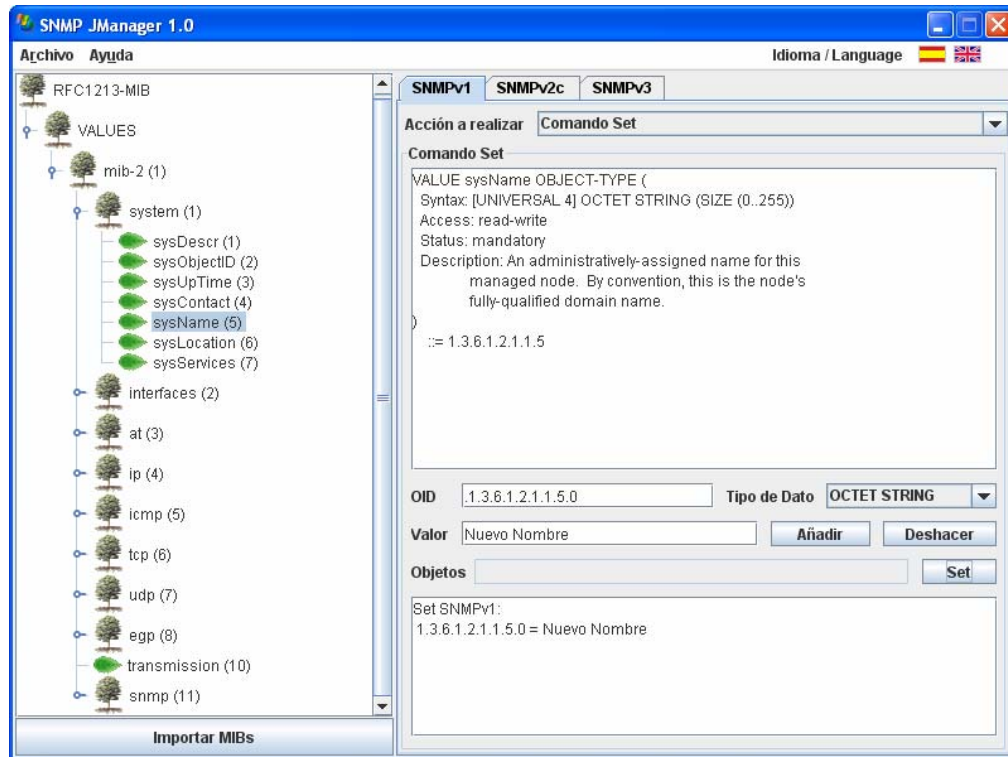 SNMP JManager 1.0
Archivo Ayuda
Idioma / Language
RFC1213-MIB
VALUES
mib-2 (1)
system (1)
sysDescr (1)
sysObjectID (2)
sysUpTime (3)
sysContact (4)
sysName (5)
sysLocation (6)
sysServices (7)
interfaces (2)
at (3)
ip (4)
icmp (5)
tcp (6)
udp (7)
egp (8)
transmission (10)
snmp (11)
Importar MIBs
SNMPv1 SNMPv2c SNMPv3
Acción a realizar Comando Set
Comando Set
VALUE sysName OBJECT-TYPE (
Syntax: [UNIVERSAL 4] OCTET STRING (SIZE (0..255))
Access: read-write
Status: mandatory
Description: An administratively-assigned name for this
managed node. By convention, this is the node's
fully-qualified domain name.
)
::= 1.3.6.1.2.1.1.5
OID .1.3.6.1.2.1.1.5.0 Tipo de Dato OCTET STRING
Valor Nuevo Nombre Añadir Deshacer
Objetos Set
Set SNMPv1:
1.3.6.1.2.1.1.5.0 = Nuevo Nombre